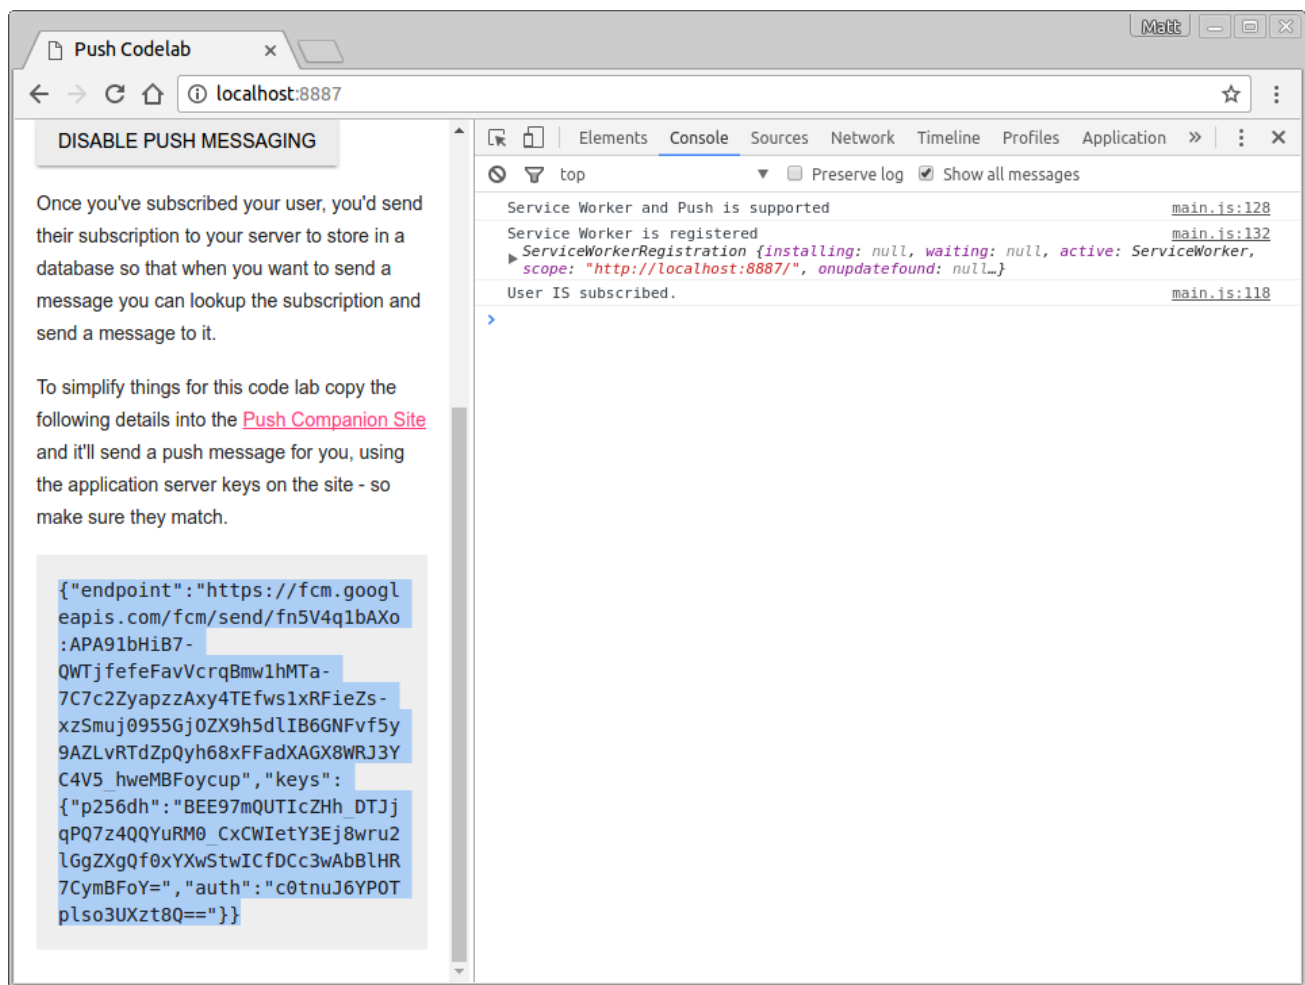 Matt
Push Codelab
localhost:8887
DISABLE PUSH MESSAGING
Once you've subscribed your user, you'd send
their subscription to your server to store in a
database so that when you want to send a
message you can lookup the subscription and
send a message to it.
To simplify things for this code lab copy the
following details into the Push Companion Site
and it'll send a push message for you, using
the application server keys on the site - so
make sure they match.
{"endpoint":"https://fcm.googl
eapis.com/fcm/send/fn5V4q1bAXo
:APA91bHiB7-
QWTjfefeFavVcrqBmw1hMTa-
7C7c2ZyapzzAxy4TEfws1xRFieZs-
xzSmuj0955GjOZX9h5dlIB6GNFvf5y
9AZLvRTdZpQyh68xFFadXAGX8WRJ3Y
C4V5_hweMBFoycup","keys":
{"p256dh":"BEE97mQUTIcZHh_DTJj
qPQ7z4QQYuRM0_CxCWIetY3Ej8wru2
lGgZXgQf0xYXwStwICfDCc3wAbBlHR
7CymBFoY=","auth":"c0tnuJ6YPOT
plso3UXzt8Q=="}}
Elements Console Sources Network Timeline Profiles Application »
top Preserve log Show all messages
Service Worker and Push is supported main.js:128
Service Worker is registered main.js:132
ServiceWorkerRegistration {installing: null, waiting: null, active: ServiceWorker,
scope: "http://localhost:8887/", onupdatefound: null…}
User IS subscribed. main.js:118